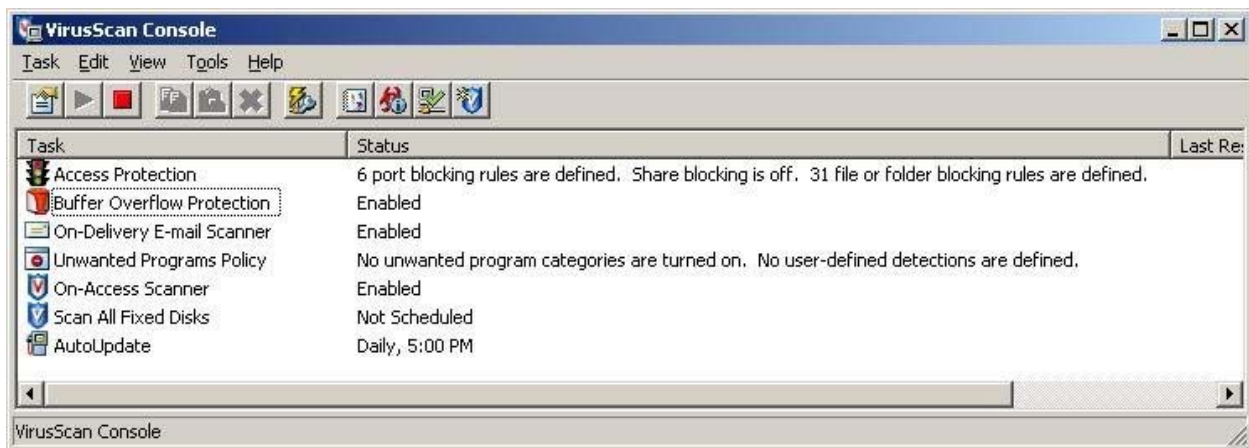 VirusScan Console
Task Edit View Tools Help
Task Status Last Re
Access Protection 6 port blocking rules are defined. Share blocking is off. 31 file or folder blocking rules are defined.
Buffer Overflow Protection Enabled
On-Delivery E-mail Scanner Enabled
Unwanted Programs Policy No unwanted program categories are turned on. No user-defined detections are defined.
On-Access Scanner Enabled
Scan All Fixed Disks Not Scheduled
AutoUpdate Daily, 5:00 PM
VirusScan Console